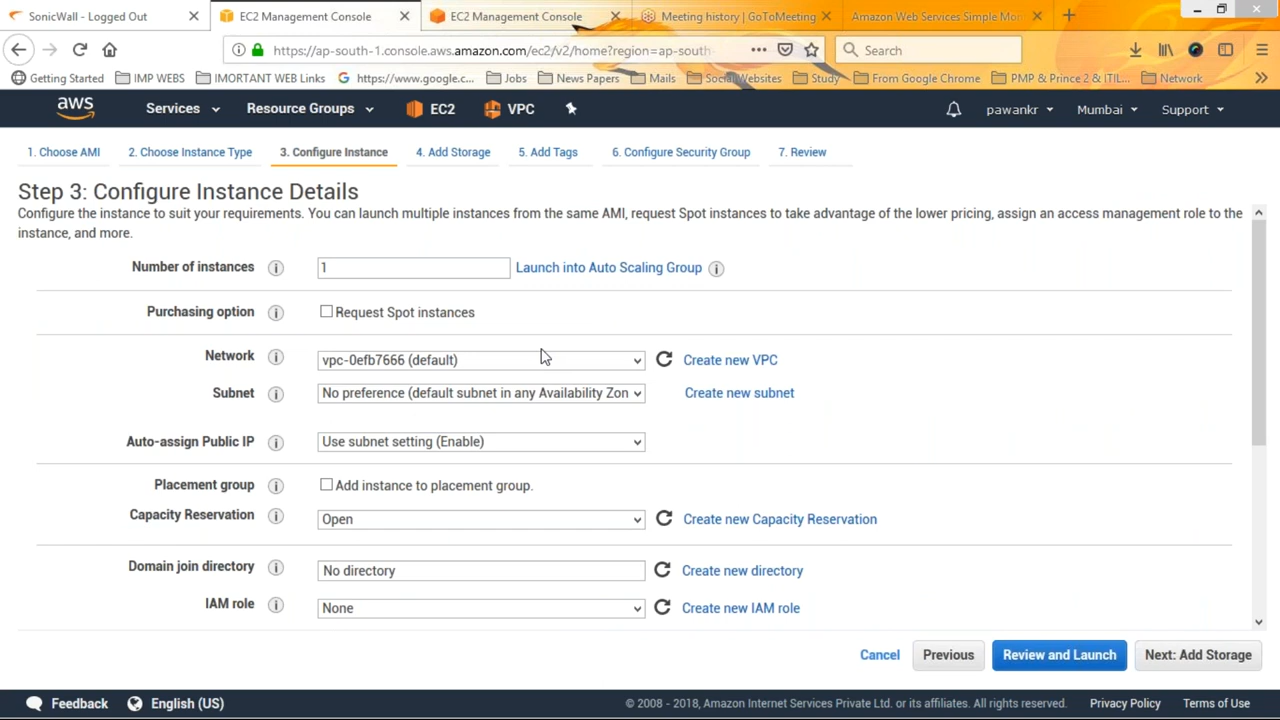 SonicWall - Logged Out
EC2 Management Console
EC2 Management Console
Meeting history | GoToMeeting
Amazon Web Services Simple Mon
https://ap-south-1.console.aws.amazon.com/ec2/v2/home?region=ap-south-
Search
Getting Started
IMP WEBS
IMORTANT WEB Links
https://www.google.c...
Jobs
News Papers
Mails
Social Websites
Study
From Google Chrome
PMP & Prince 2 & ITIL...
Network
aws
Services
Resource Groups
EC2
VPC
pawankr
Mumbai
Support
1. Choose AMI
2. Choose Instance Type
3. Configure Instance
4. Add Storage
5. Add Tags
6. Configure Security Group
7. Review
Step 3: Configure Instance Details
Configure the instance to suit your requirements. You can launch multiple instances from the same AMI, request Spot instances to take advantage of the lower pricing, assign an access management role to the
instance, and more.
Number of instances
1
Launch into Auto Scaling Group
Purchasing option
Request Spot instances
Network
vpc-0efb7666 (default)
Create new VPC
Subnet
No preference (default subnet in any Availability Zon
Create new subnet
Auto-assign Public IP
Use subnet setting (Enable)
Placement group
Add instance to placement group.
Capacity Reservation
Open
Create new Capacity Reservation
Domain join directory
No directory
Create new directory
IAM role
None
Create new IAM role
Cancel
Previous
Review and Launch
Next: Add Storage
Feedback
English (US)
© 2008 - 2018, Amazon Internet Services Private Ltd. or its affiliates. All rights reserved.
Privacy Policy
Terms of Use